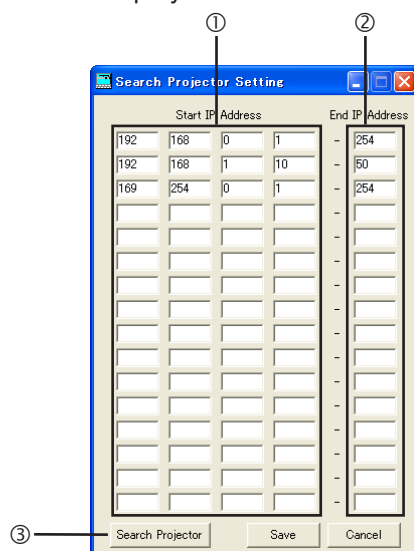 ① ②
Search Projector Setting
Start IP Address End IP Address
192 168 0 1 - 254
192 168 1 10 - 50
169 254 0 1 - 254
-
-
-
-
-
-
-
-
-
-
-
-
-
③ Search Projector Save Cancel